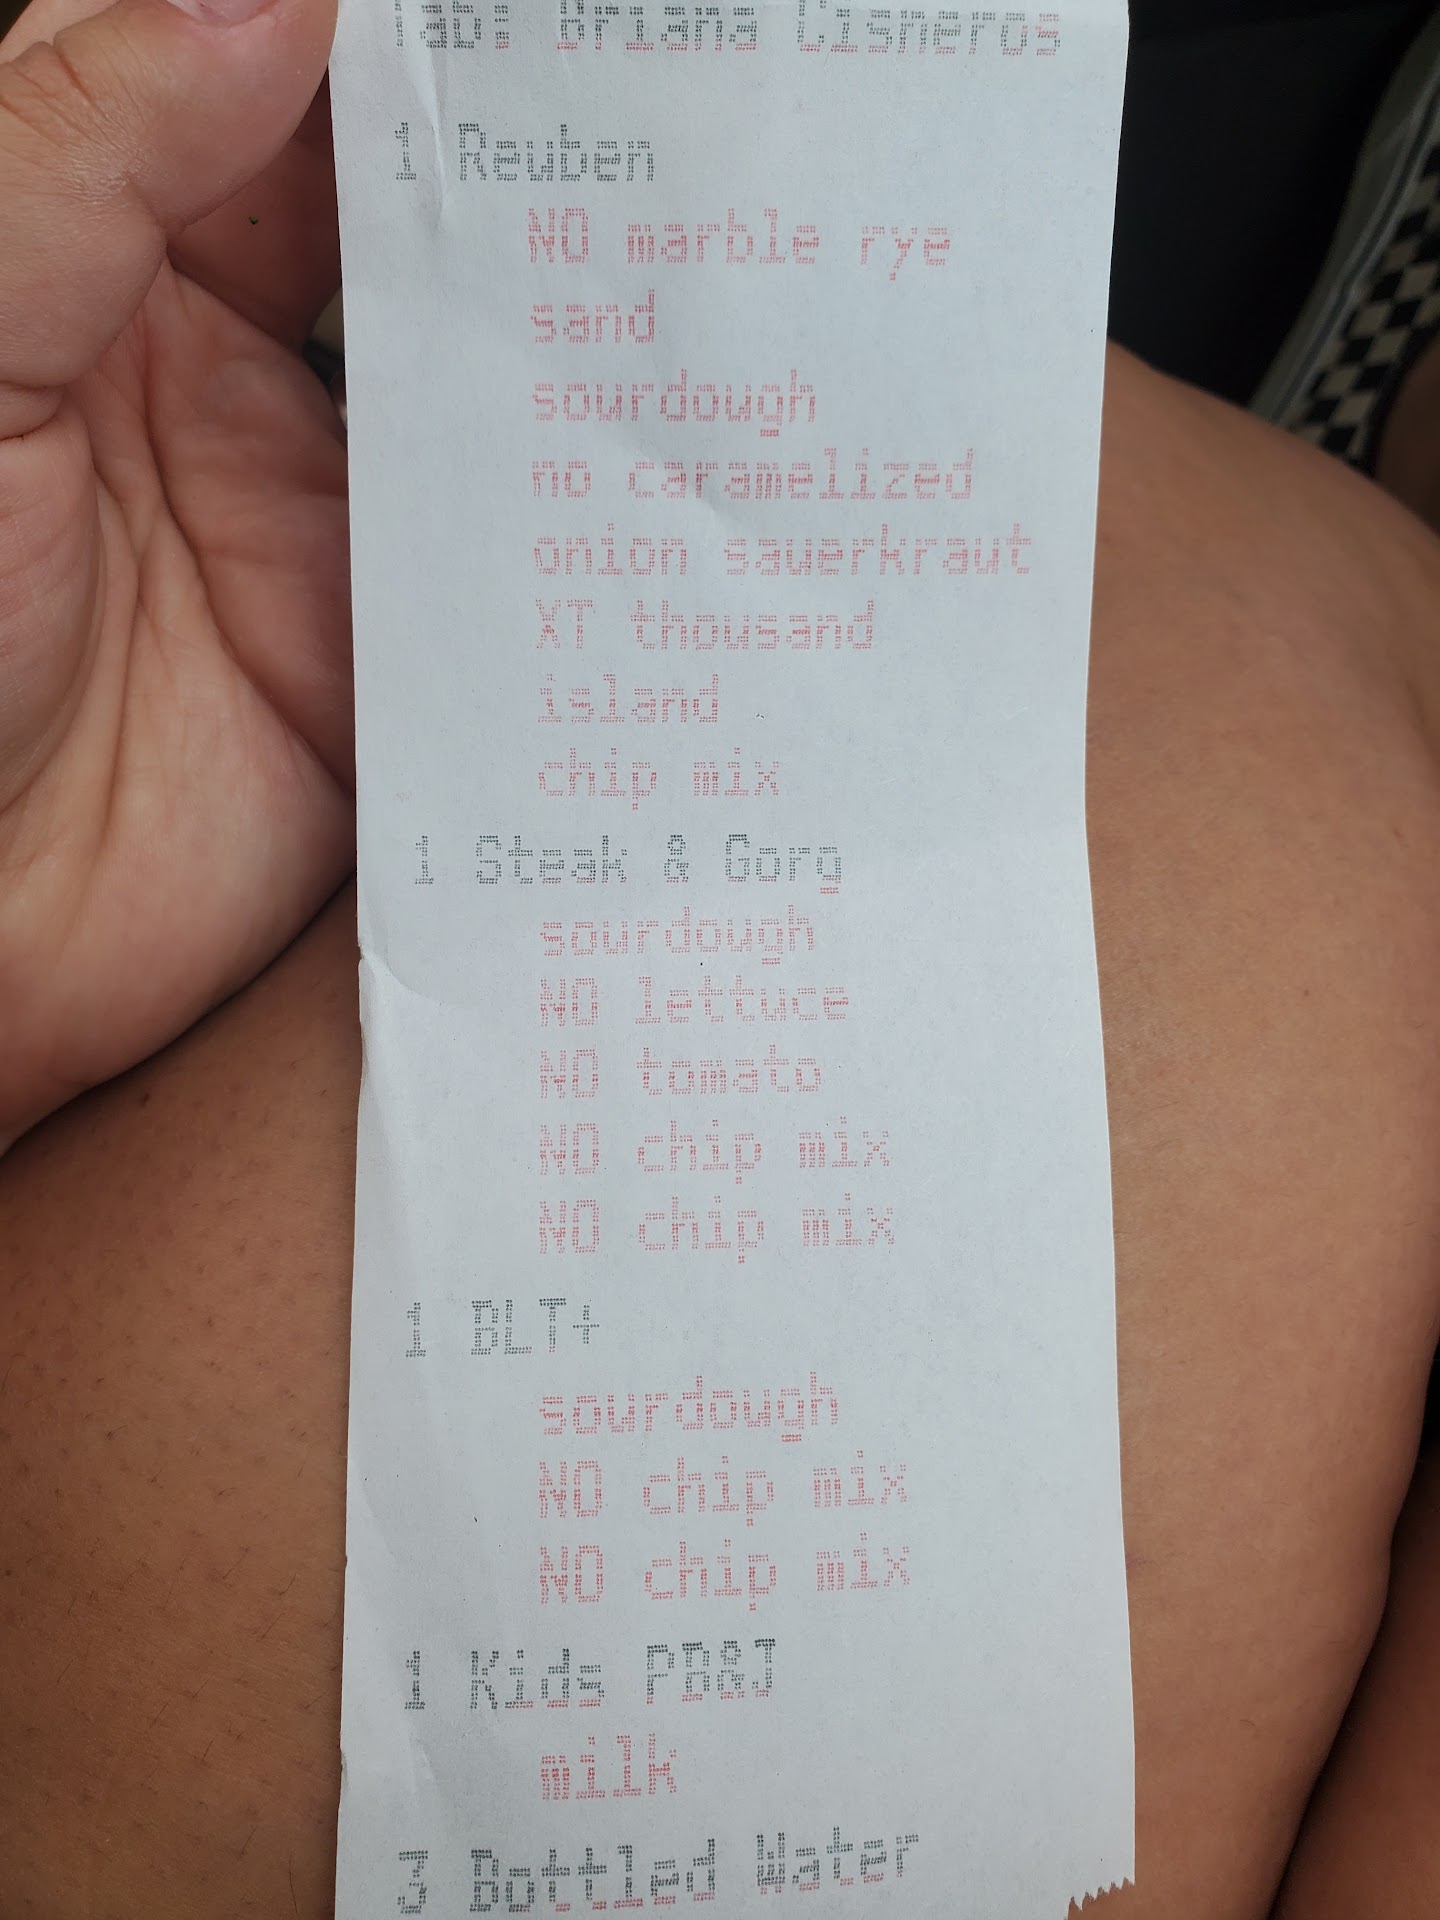 Tab: Briana Cisneros
1 Reuben
NO marble rye
sand
sourdough
no caramelized
onion sauerkraut
XT thousand
island
chip mix
1 Steak & Gorg
sourdough
NO lettuce
NO tomato
NO chip mix
NO chip mix
1 BLT+
sourdough
NO chip mix
NO chip mix
1 Kids PB&J
milk
3 Bottled Water